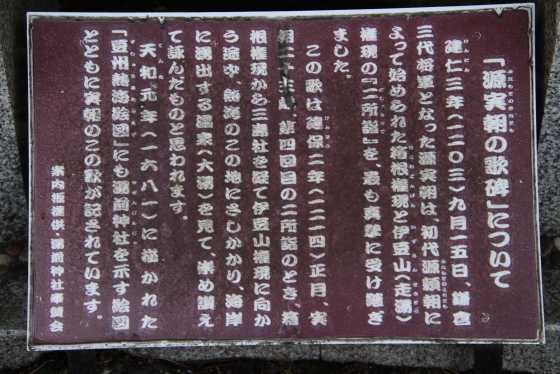 「源実朝の歌碑」について
建仁三年(一二〇三)九月一五日、鎌倉
三代将軍となった源実朝は、初代源頼朝に
よって始められた箱根権現と伊豆山(走湯)
権現の「二所詣」を、最も真摯に受け継ぎ
ました。
この歌は建保二年(一二一四)正月、実
朝二十三歳、第四回目の二所詣のとき、箱
根権現から三島社を経て伊豆山権現に向か
う途中、熱海のこの地にさしかかり、海岸
に湧出する湯泉(大湯)を見て、崇め讃え
て詠んだものと思われます。
天和元年(一六八一)に描かれた
「豆州熱海絵図」にも湯前神社を示す絵図
とともに実朝のこの歌が記されています。
案内板提供、湯前神社奉賛会